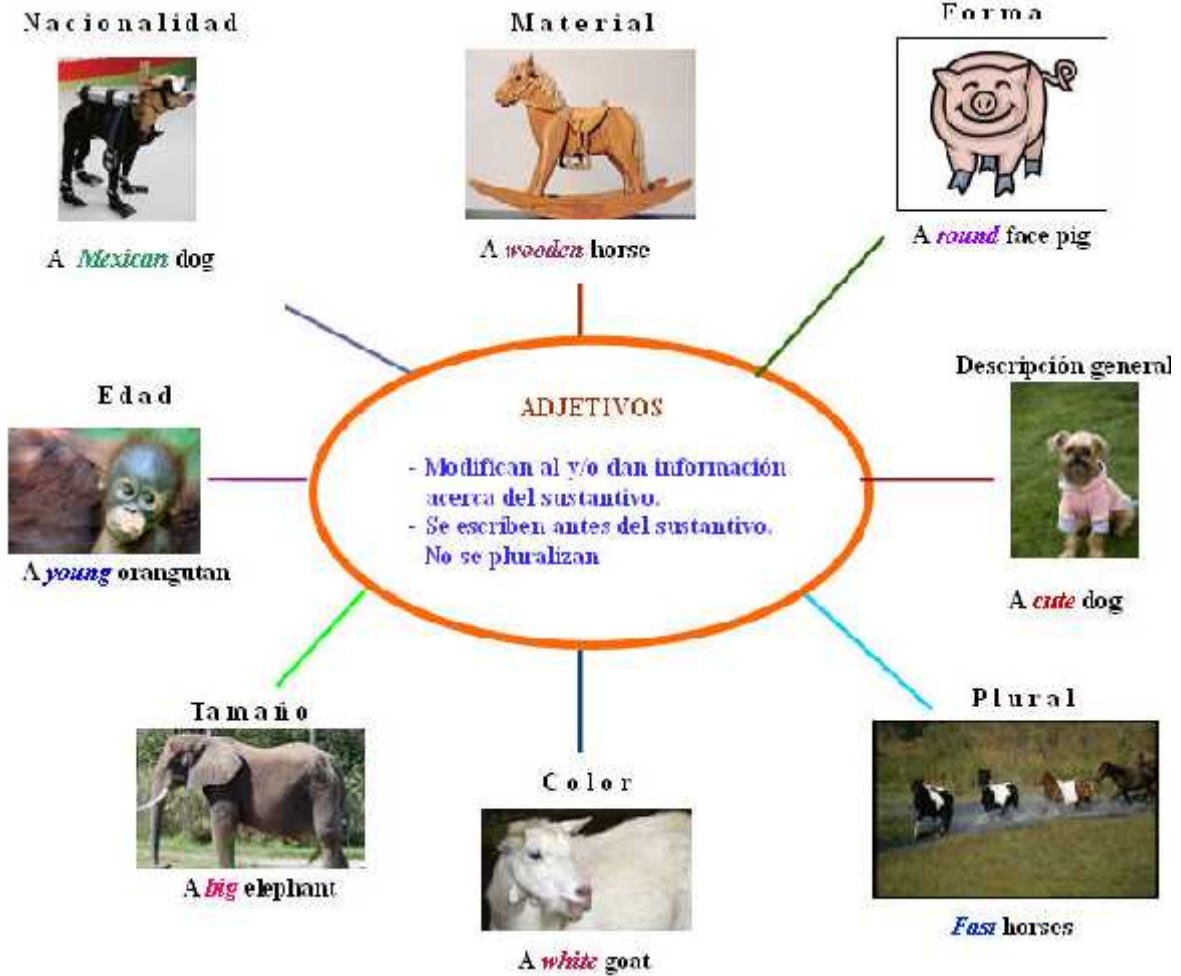 Nacionalidad
A Mexican dog
Material
A wooden horse
Forma
A round face pig
Edad
A young orangutan
ADJETIVOS
- Modifican al y/o dan información
acerca del sustantivo.
- Se escriben antes del sustantivo.
No se pluralizan
Descripción general
A cute dog
Tamaño
A big elephant
Color
A white goat
Plural
Fast horses